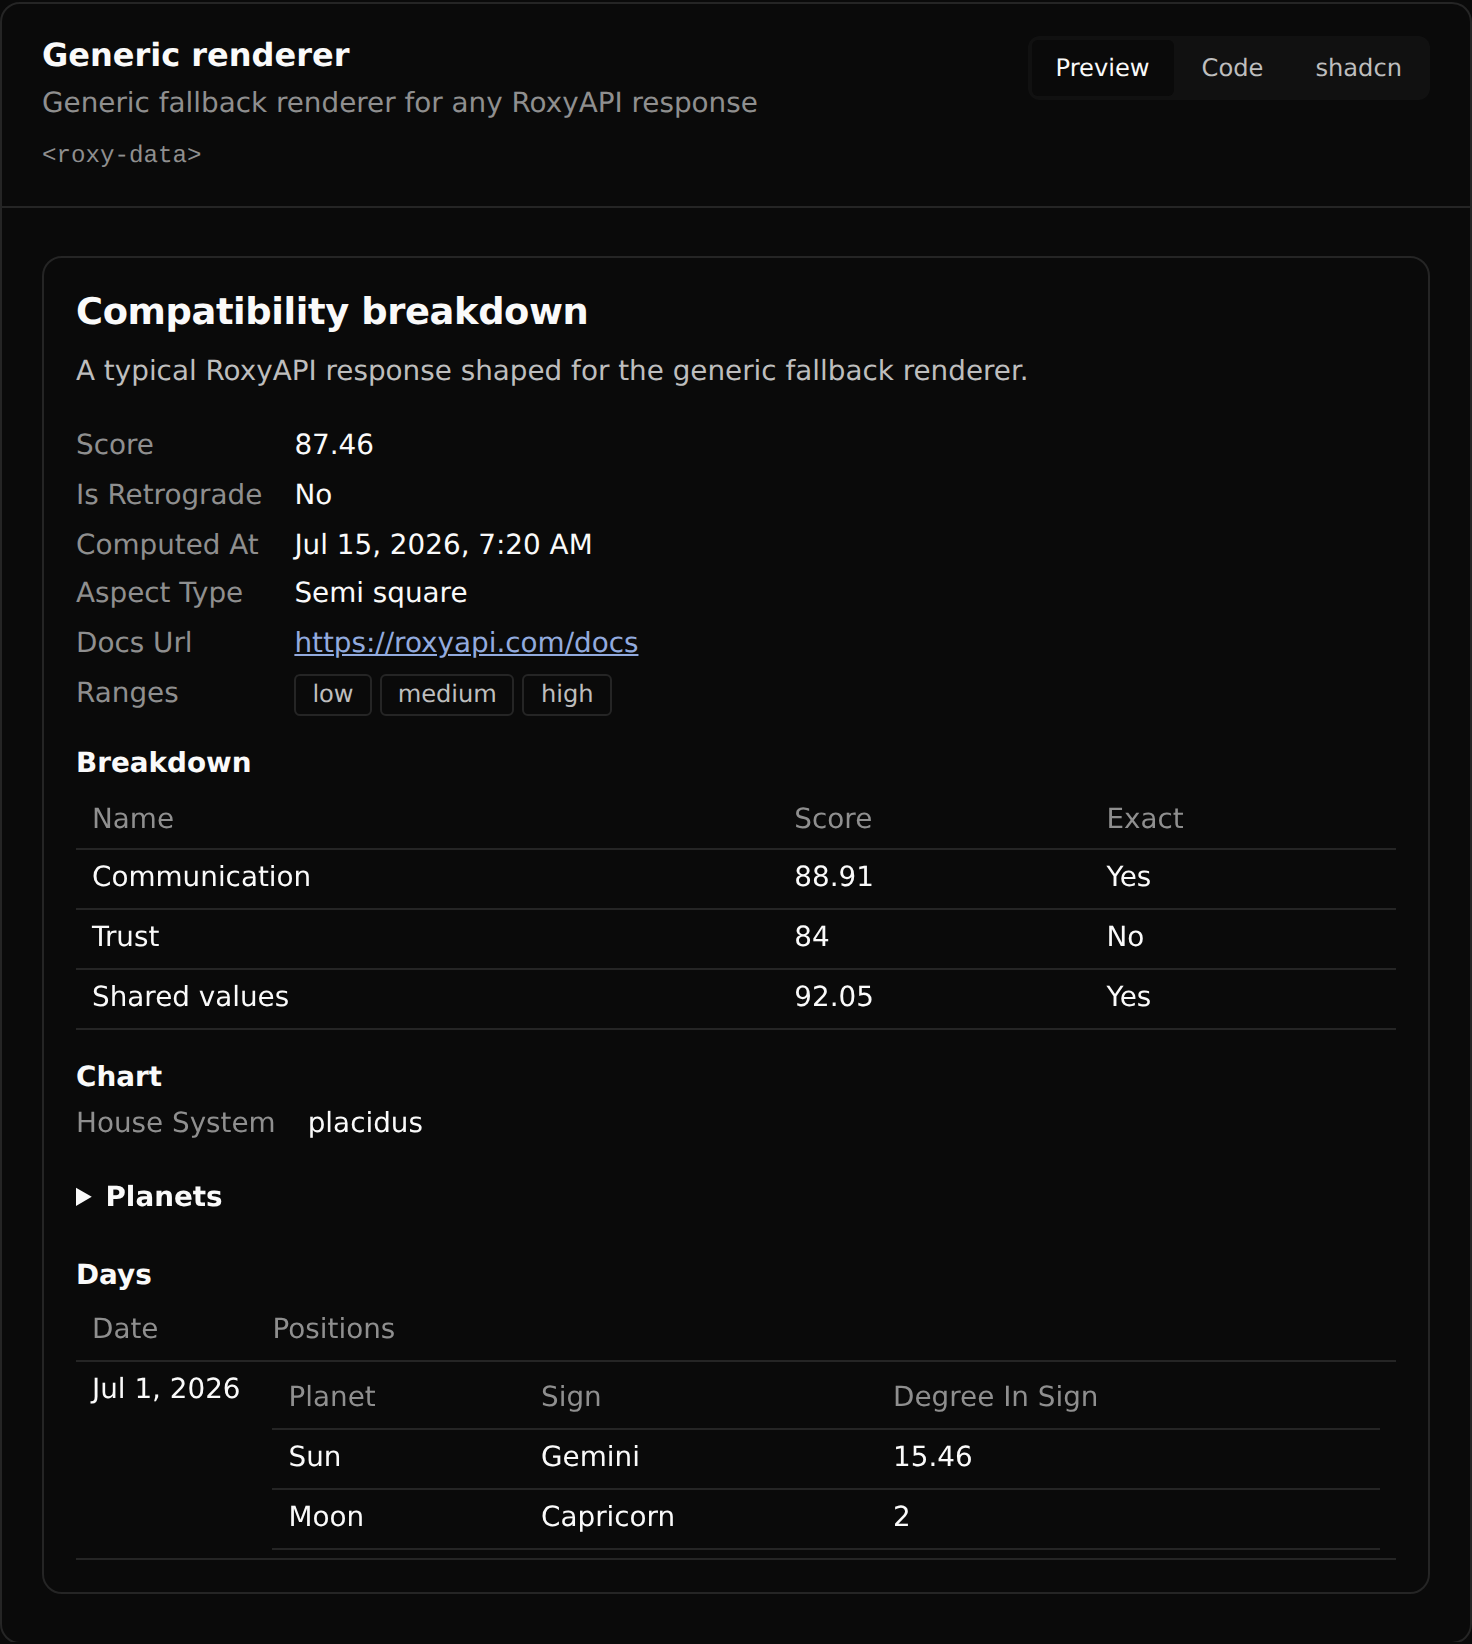 Generic renderer
Generic fallback renderer for any RoxyAPI response
<roxy-data>
Preview Code shadcn
Compatibility breakdown
A typical RoxyAPI response shaped for the generic fallback renderer.
Score 87.46
Is Retrograde No
Computed At Jul 15, 2026, 7:20 AM
Aspect Type Semi square
Docs Url https://roxyapi.com/docs
Ranges low medium high
Breakdown
Name Score Exact
Communication 88.91 Yes
Trust 84 No
Shared values 92.05 Yes
Chart
House System placidus
Planets
Days
Date Positions
Jul 1, 2026 Planet Sign Degree In Sign
Sun Gemini 15.46
Moon Capricorn 2